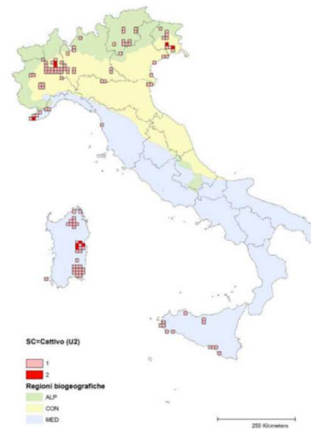 SC=Cattivo (U2)
1
2
Regioni biogeografiche
ALP
CON
MED
250 Kilometers